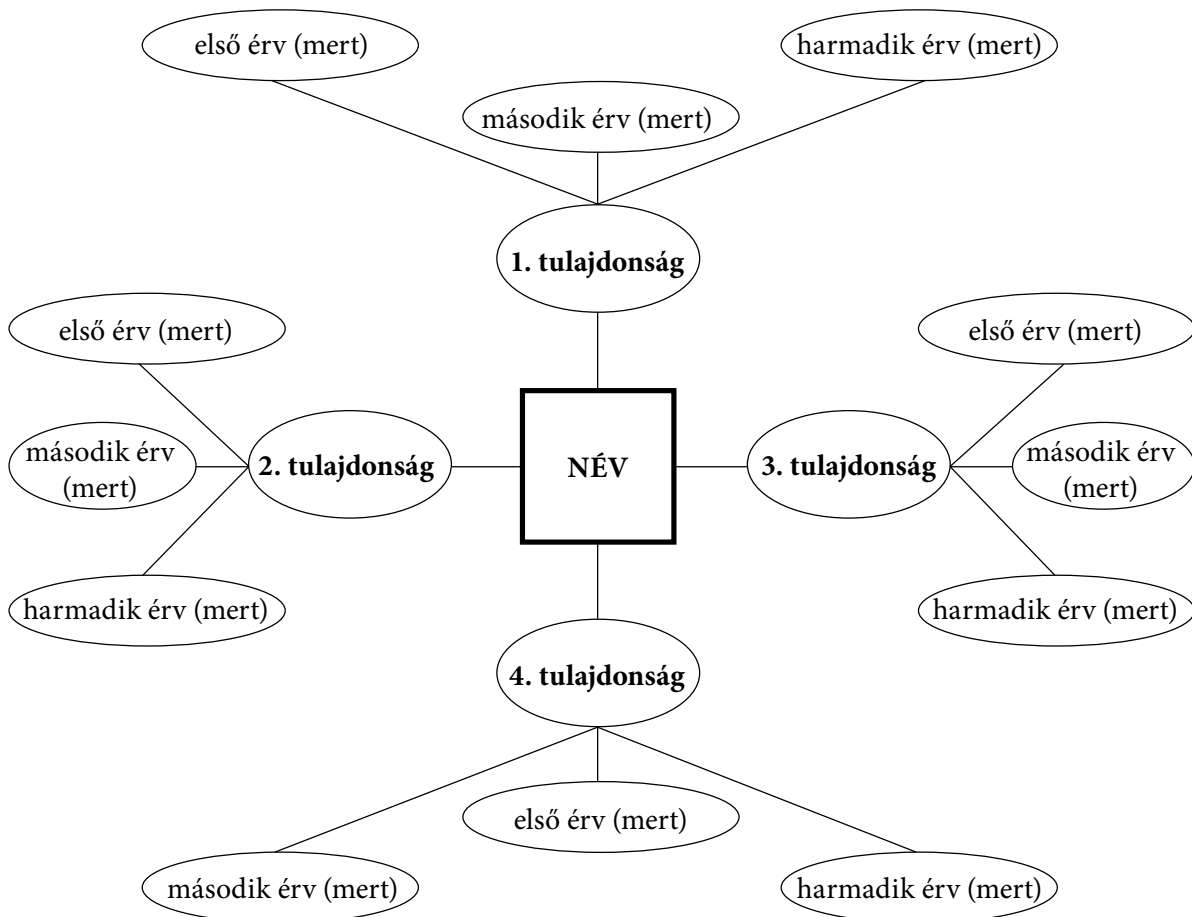 első érv (mert)
harmadik érv (mert)
második érv (mert)
1. tulajdonság
első érv (mert)
második érv
(mert)
harmadik érv (mert)
2. tulajdonság
NÉV
3. tulajdonság
első érv (mert)
második érv
(mert)
harmadik érv (mert)
4. tulajdonság
első érv (mert)
második érv (mert)
harmadik érv (mert)